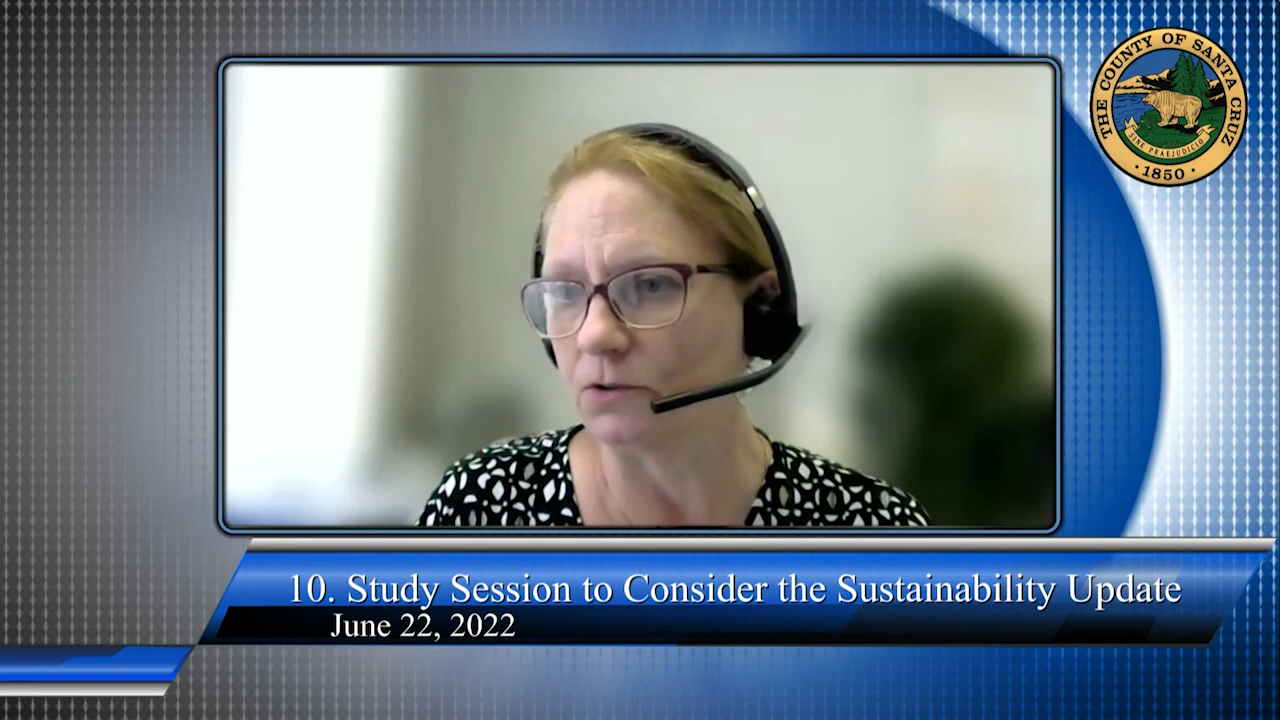 THE COUNTY OF SANTA CRUZ
SINE PRAEJUDICIO
• 1850 •
10. Study Session to Consider the Sustainability Update
June 22, 2022